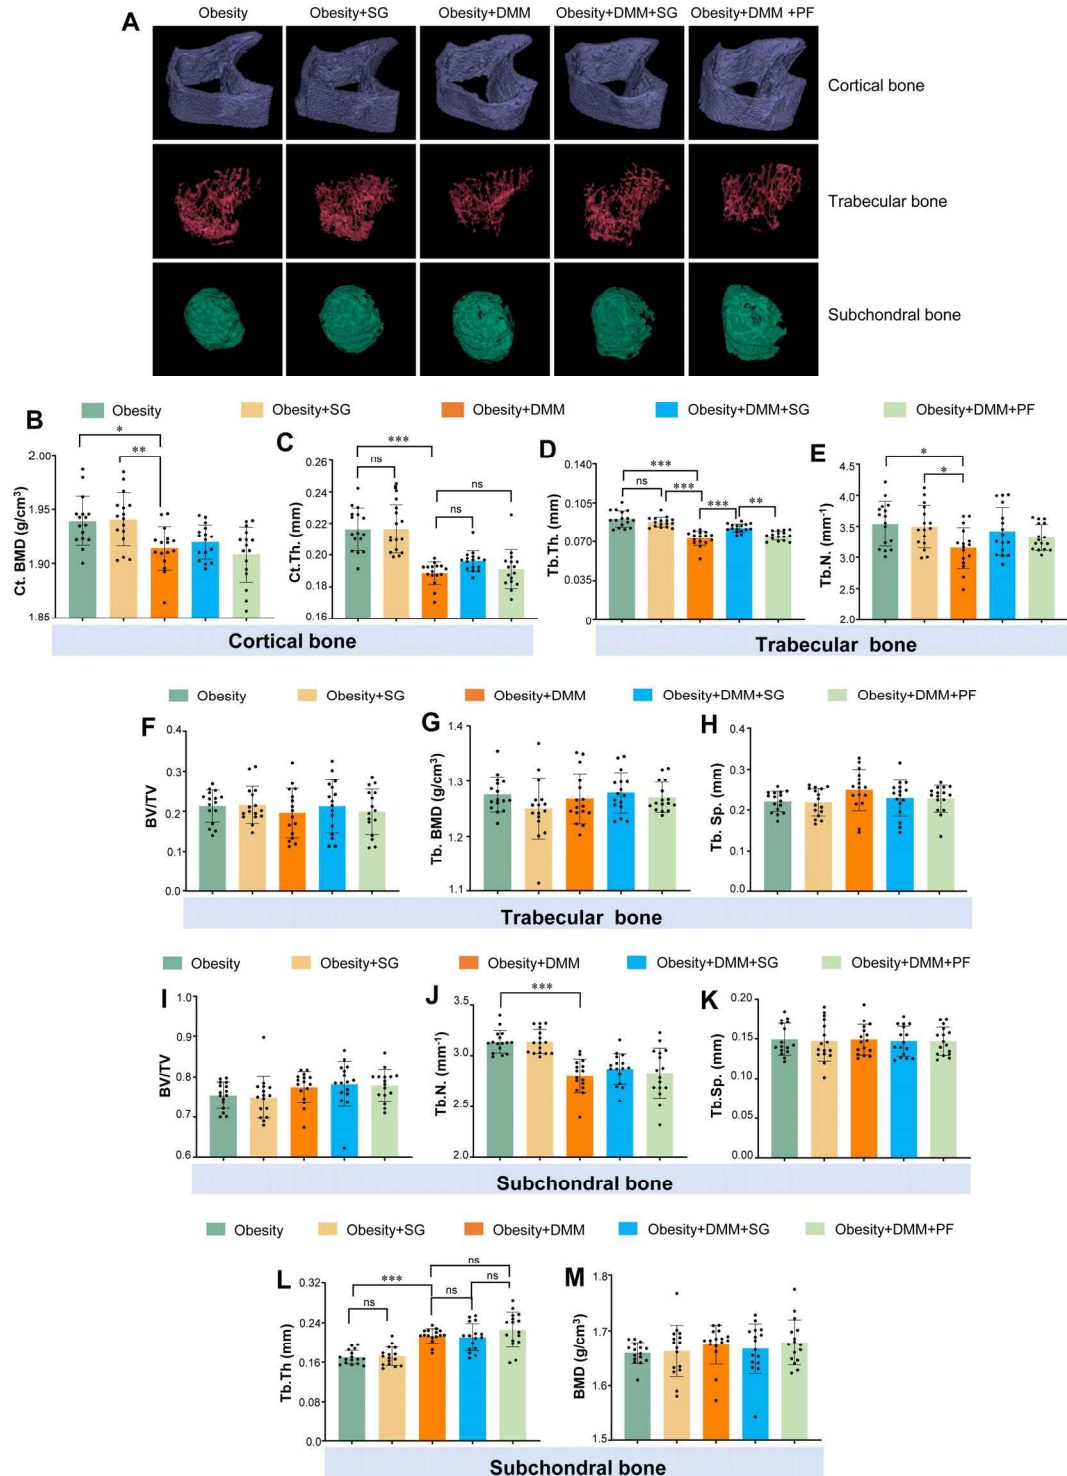 A
Obesity Obesity+SG Obesity+DMM Obesity+DMM+SG Obesity+DMM +PF
Cortical bone
Trabecular bone
Subchondral bone
Obesity Obesity+SG Obesity+DMM Obesity+DMM+SG Obesity+DMM+PF
B
Ct. BMD (g/cm³)
2.00
1.95
1.90
1.85
*
**
C
Ct.Th. (mm)
0.26
0.24
0.22
0.20
0.18
0.16
***
ns
ns
ns
D
Tb.Th. (mm)
0.140
0.105
0.070
0.035
0
***
ns
***
***
**
E
Tb.N. (mm⁻¹)
4.5
4.0
3.5
3.0
2.5
2.0
*
*
Cortical bone
Trabecular bone
Obesity Obesity+SG Obesity+DMM Obesity+DMM+SG Obesity+DMM+PF
F
BV/TV
0.4
0.3
0.2
0.1
0.0
G
Tb. BMD (g/cm³)
1.4
1.3
1.2
1.1
H
Tb. Sp. (mm)
0.4
0.3
0.2
0.1
0.0
Trabecular bone
Obesity Obesity+SG Obesity+DMM Obesity+DMM+SG Obesity+DMM+PF
I
BV/TV
1.0
0.9
0.8
0.7
0.6
J
Tb.N. (mm⁻¹)
3.5
3.0
2.5
2.0
***
K
Tb.Sp. (mm)
0.20
0.15
0.10
0.05
0.00
Subchondral bone
Obesity Obesity+SG Obesity+DMM Obesity+DMM+SG Obesity+DMM+PF
L
Tb.Th (mm)
0.32
0.24
0.16
0.08
0.0
***
ns
ns
ns
ns
M
BMD (g/cm³)
1.8
1.7
1.6
1.5
Subchondral bone